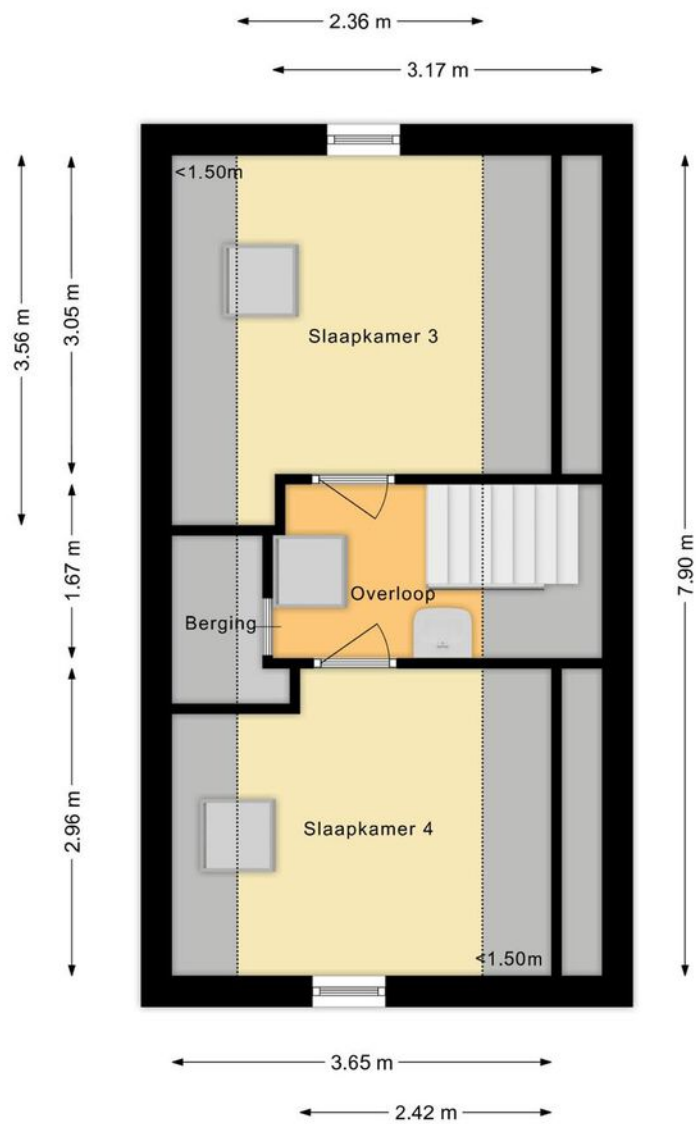 2.36 m
3.17 m
<1.50m
3.56 m
3.05 m
Slaapkamer 3
1.67 m
7.90 m
Overloop
Berging
2.96 m
Slaapkamer 4
<1.50m
3.65 m
2.42 m